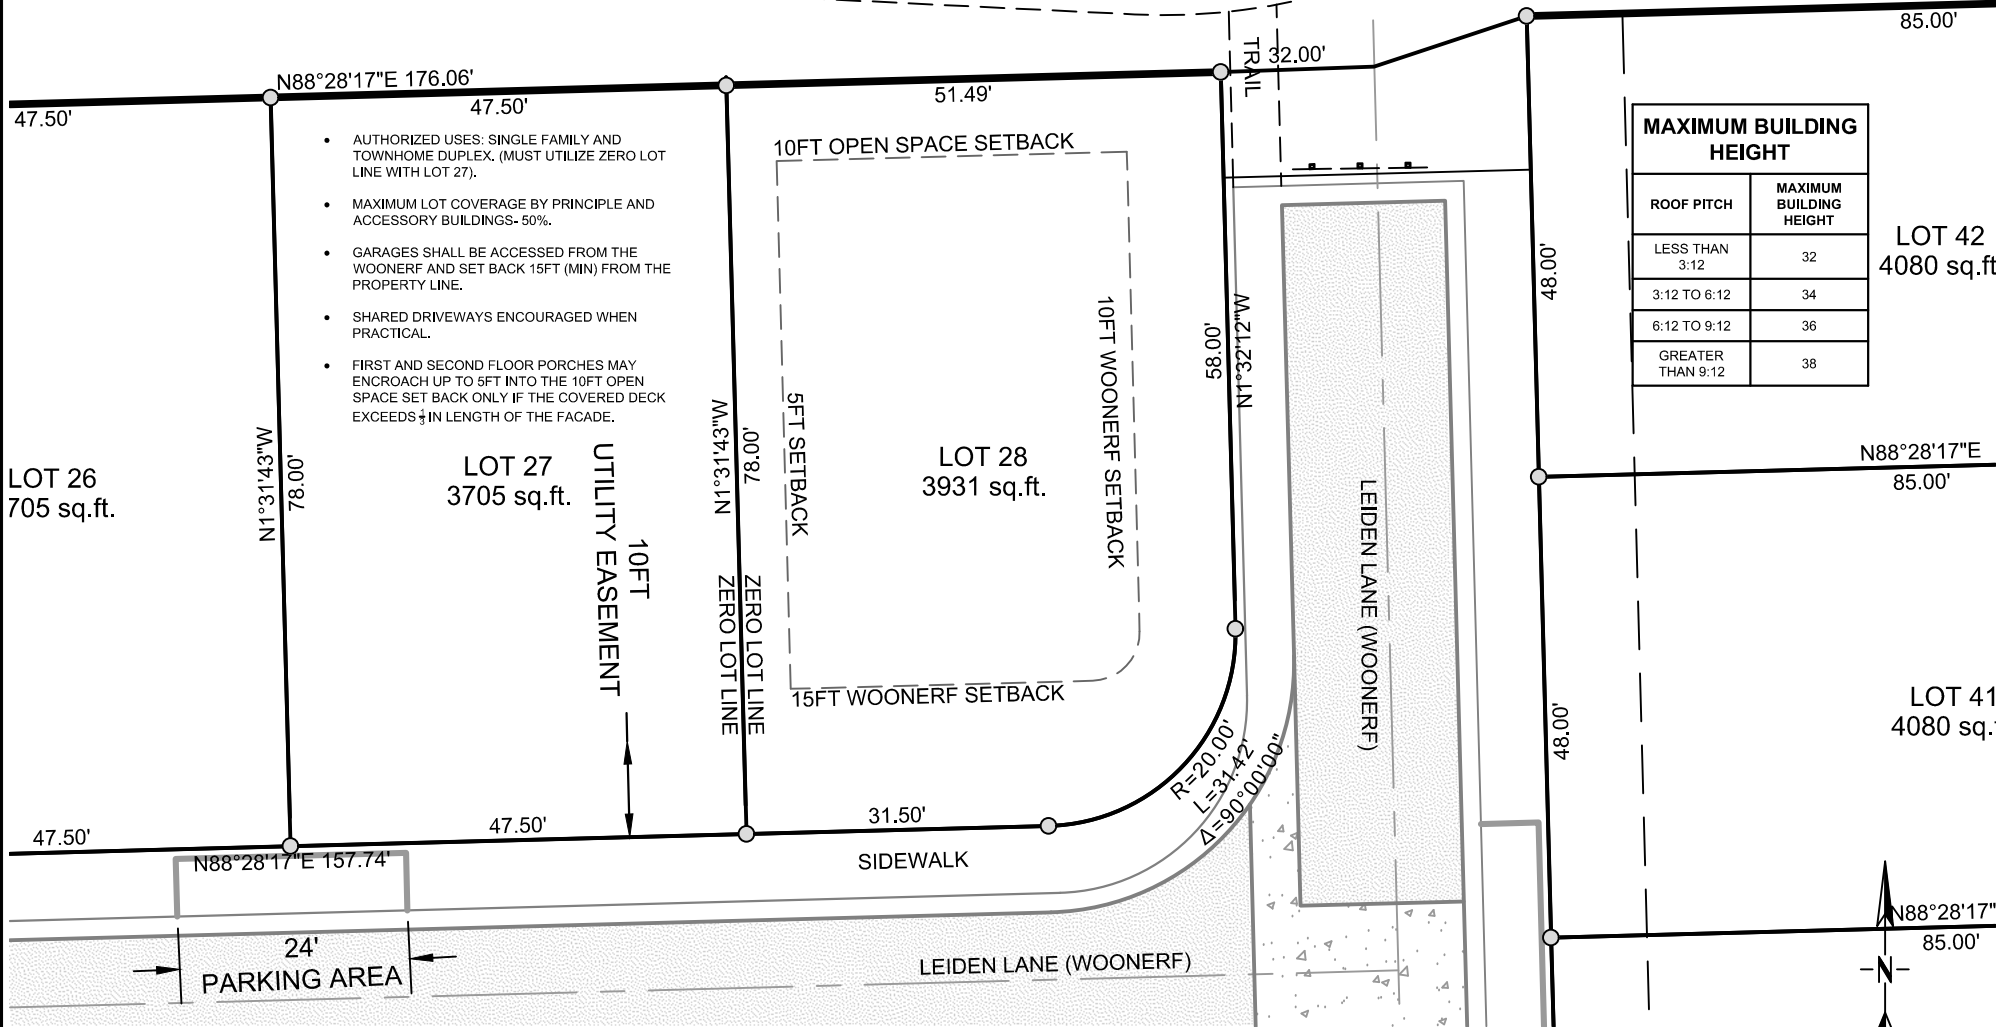 N88°28'17"E 176.06'
47.50'
47.50'
51.49'
32.00'
85.00'
TRAIL
• AUTHORIZED USES: SINGLE FAMILY AND
TOWNHOME DUPLEX. (MUST UTILIZE ZERO LOT
LINE WITH LOT 27).
• MAXIMUM LOT COVERAGE BY PRINCIPLE AND
ACCESSORY BUILDINGS- 50%.
• GARAGES SHALL BE ACCESSED FROM THE
WOONERF AND SET BACK 15FT (MIN) FROM THE
PROPERTY LINE.
• SHARED DRIVEWAYS ENCOURAGED WHEN
PRACTICAL.
• FIRST AND SECOND FLOOR PORCHES MAY
ENCROACH UP TO 5FT INTO THE 10FT OPEN
SPACE SET BACK ONLY IF THE COVERED DECK
EXCEEDS ⅓ IN LENGTH OF THE FACADE.
10FT OPEN SPACE SETBACK
MAXIMUM BUILDING
HEIGHT
ROOF PITCH
MAXIMUM
BUILDING
HEIGHT
LESS THAN
3:12
32
3:12 TO 6:12
34
6:12 TO 9:12
36
GREATER
THAN 9:12
38
LOT 42
4080 sq.ft
LOT 26
705 sq.ft.
N1°31'43"W
78.00'
LOT 27
3705 sq.ft.
10FT
UTILITY EASEMENT
N1°31'43"W
78.00'
ZERO LOT LINE
ZERO LOT LINE
5FT SETBACK
LOT 28
3931 sq.ft.
10FT WOONERF SETBACK
58.00'
N1°32'12"W
15FT WOONERF SETBACK
LEIDEN LANE (WOONERF)
48.00'
N88°28'17"E
85.00'
48.00'
LOT 41
4080 sq.
R=20.00'
L=31.42'
Δ=90°00'00"
47.50'
47.50'
31.50'
N88°28'17"E 157.74'
SIDEWALK
24'
PARKING AREA
LEIDEN LANE (WOONERF)
N88°28'17"
85.00'
N